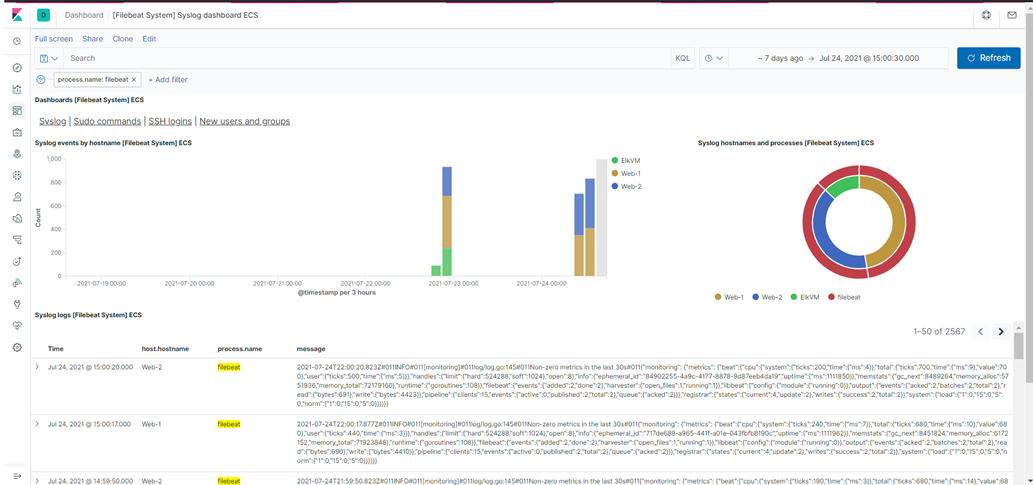 D Dashboard / [Filebeat System] Syslog dashboard ECS
Full screen Share Clone Edit
Search KQL ~ 7 days ago → Jul 24, 2021 @ 15:00:30.000 Refresh
process.name: filebeat × + Add filter
Dashboards [Filebeat System] ECS
Syslog | Sudo commands | SSH logins | New users and groups
Syslog events by hostname [Filebeat System] ECS
1,000
800
600
400
200
0
Count
2021-07-19 00:00 2021-07-20 00:00 2021-07-21 00:00 2021-07-22 00:00 2021-07-23 00:00 2021-07-24 00:00
@timestamp per 3 hours
ElkVM
Web-1
Web-2
Syslog hostnames and processes [Filebeat System] ECS
Web-1 Web-2 ElkVM filebeat
Syslog logs [Filebeat System] ECS
1–50 of 2567
Time host.hostname process.name message
Jul 24, 2021 @ 15:00:20.000 Web-2 filebeat 2021-07-24T22:00:20.823Z#011INFO#011[monitoring]#011log/log.go:145#011Non-zero metrics in the last 30s#011{"monitoring": {"metrics": {"beat":{"cpu":{"system":{"ticks":200,"time":{"ms":4}},"total":{"ticks":700,"time":{"ms":9},"value":70
0},"user":{"ticks":500,"time":{"ms":5}}},"handles":{"limit":{"hard":524288,"soft":1024},"open":8},"info":{"ephemeral_id":"84902255-4a9c-4177-8878-9d87eeb4da19","uptime":{"ms":1111850}},"memstats":{"gc_next":8489264,"memory_alloc":57
51936,"memory_total":72179160},"runtime":{"goroutines":108}},"filebeat":{"events":{"added":2,"done":2},"harvester":{"open_files":1,"running":1}},"libbeat":{"config":{"module":{"running":0}},"output":{"events":{"acked":2,"batches":2,"total":2},"r
ead":{"bytes":691},"write":{"bytes":4423}},"pipeline":{"clients":15,"events":{"active":0,"published":2,"total":2},"queue":{"acked":2}}},"registrar":{"states":{"current":4,"update":2},"writes":{"success":2,"total":2}},"system":{"load":{"1":0,"15":0,"5":
0,"norm":{"1":0,"15":0,"5":0}}}}}}
Jul 24, 2021 @ 15:00:17.000 Web-1 filebeat 2021-07-24T22:00:17.877Z#011INFO#011[monitoring]#011log/log.go:145#011Non-zero metrics in the last 30s#011{"monitoring": {"metrics": {"beat":{"cpu":{"system":{"ticks":240,"time":{"ms":7}},"total":{"ticks":680,"time":{"ms":10},"value":68
0},"user":{"ticks":440,"time":{"ms":3}}},"handles":{"limit":{"hard":524288,"soft":1024},"open":8},"info":{"ephemeral_id":"717de689-a965-441f-a01e-043fbfb8190c","uptime":{"ms":1111962}},"memstats":{"gc_next":8451824,"memory_alloc":6172
152,"memory_total":71923848},"runtime":{"goroutines":108}},"filebeat":{"events":{"added":2,"done":2},"harvester":{"open_files":1,"running":1}},"libbeat":{"config":{"module":{"running":0}},"output":{"events":{"acked":2,"batches":2,"total":2},"rea
d":{"bytes":690},"write":{"bytes":4410}},"pipeline":{"clients":15,"events":{"active":0,"published":2,"total":2},"queue":{"acked":2}}},"registrar":{"states":{"current":4,"update":2},"writes":{"success":2,"total":2}},"system":{"load":{"1":0,"15":0,"5":0,"n
orm":{"1":0,"15":0,"5":0}}}}}}
Jul 24, 2021 @ 14:59:50.000 Web-2 filebeat 2021-07-24T21:59:50.823Z#011INFO#011[monitoring]#011log/log.go:145#011Non-zero metrics in the last 30s#011{"monitoring": {"metrics": {"beat":{"cpu":{"system":{"ticks":190,"time":{"ms":3}},"total":{"ticks":680,"time":{"ms":14},"value":68